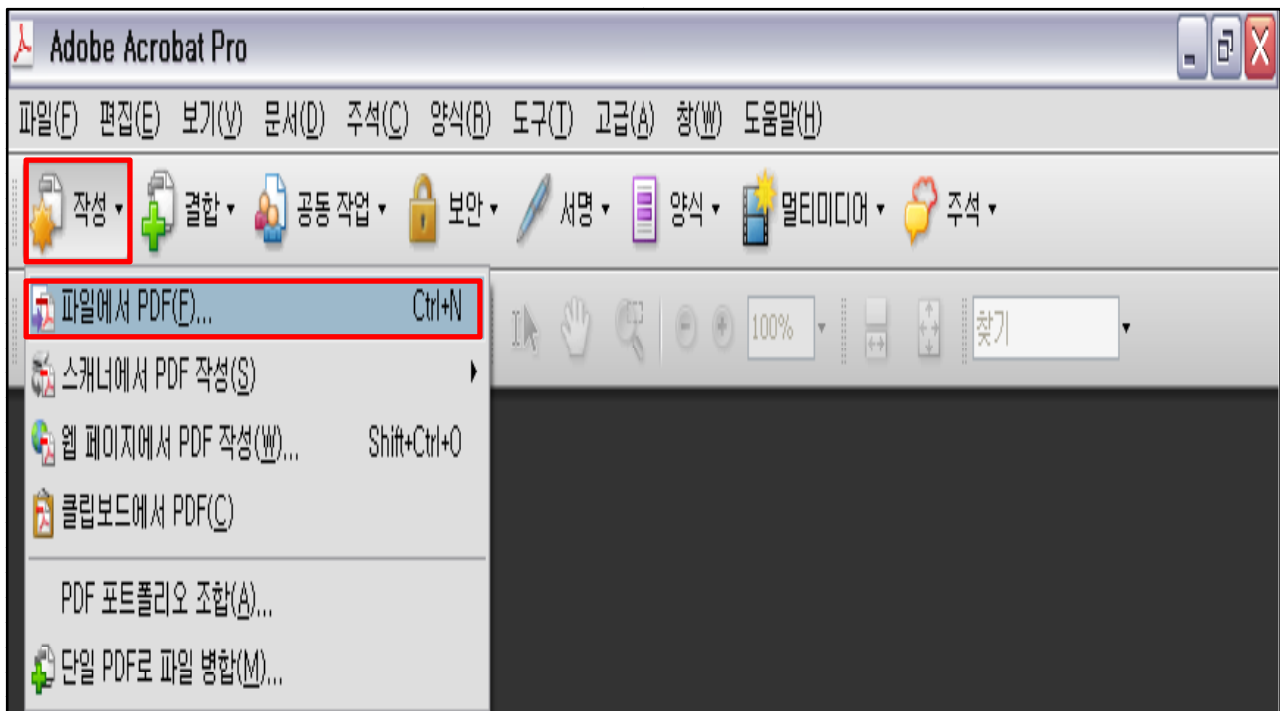 Adobe Acrobat Pro
파일(F) 편집(E) 보기(V) 문서(D) 주석(C) 양식(R) 도구(T) 고급(A) 창(W) 도움말(H)
작성 결합 공동 작업 보안 서명 양식 멀티미디어 주석
파일에서 PDF(F)... Ctrl+N 100% 찾기
스캐너에서 PDF 작성(S)
웹 페이지에서 PDF 작성(W)... Shift+Ctrl+O
클립보드에서 PDF(C)
PDF 포트폴리오 조합(A)...
단일 PDF로 파일 병합(M)...